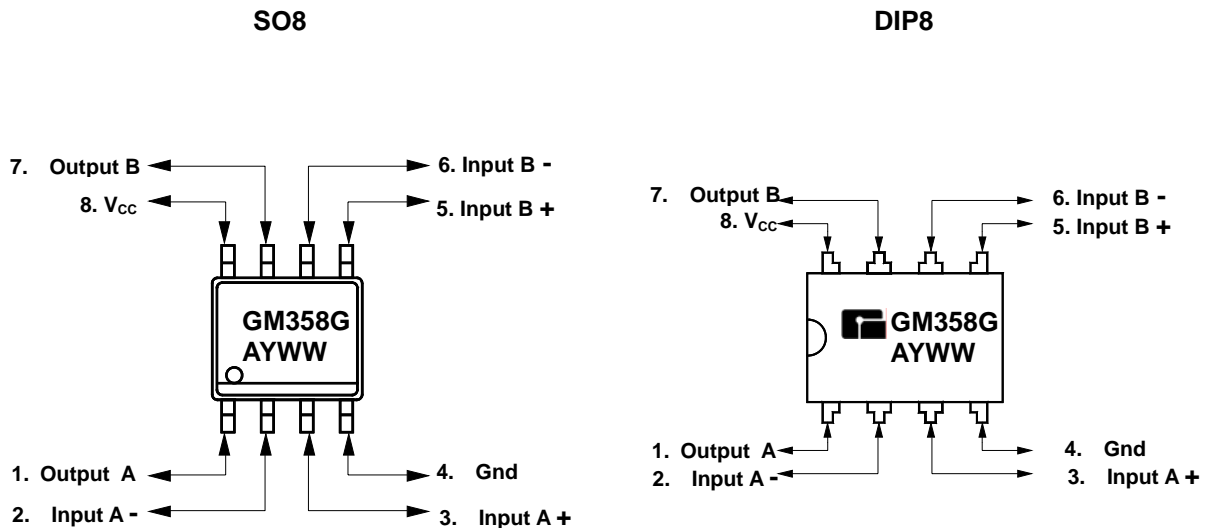 SO8
7. Output B
8. VCC
6. Input B -
5. Input B +
GM358G
AYWW
1. Output A
2. Input A -
4. Gnd
3. Input A +
DIP8
7. Output B
8. VCC
6. Input B -
5. Input B +
GM358G
AYWW
1. Output A
2. Input A -
4. Gnd
3. Input A +